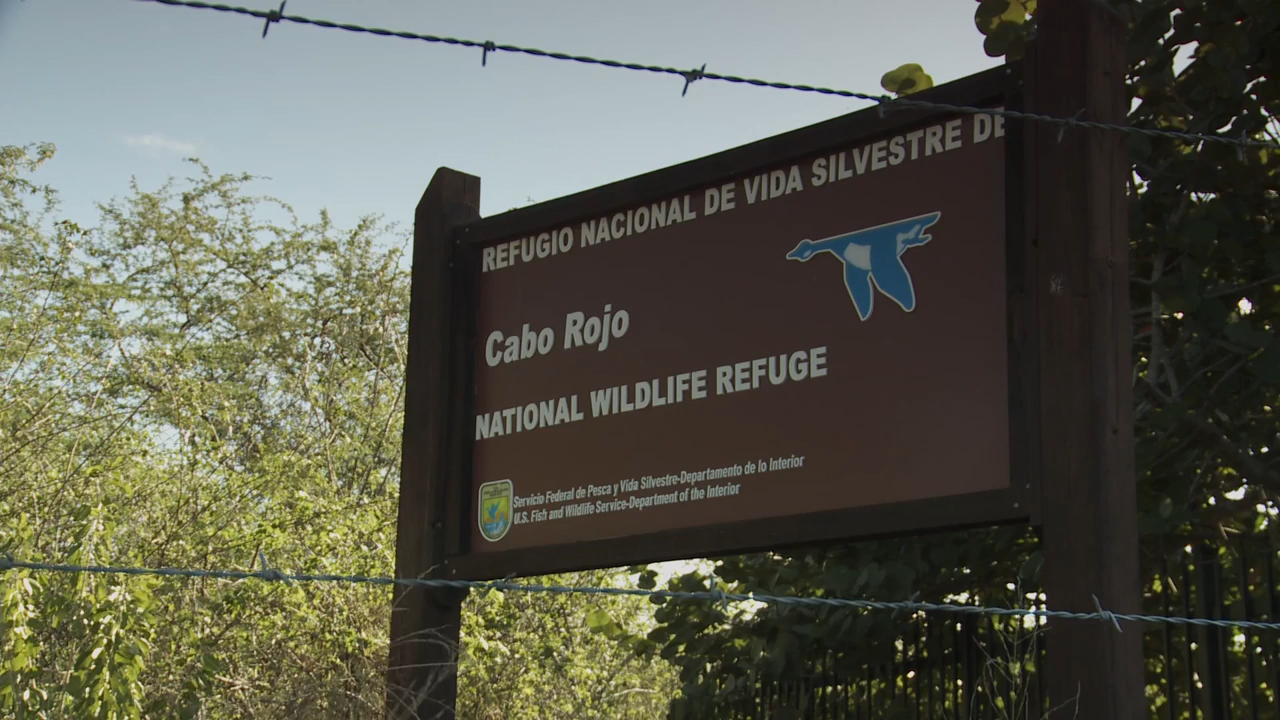 REFUGIO NACIONAL DE VIDA SILVESTRE DE
Cabo Rojo
NATIONAL WILDLIFE REFUGE
Servicio Federal de Pesca y Vida Silvestre-Departamento de lo Interior
U.S. Fish and Wildlife Service-Department of the Interior